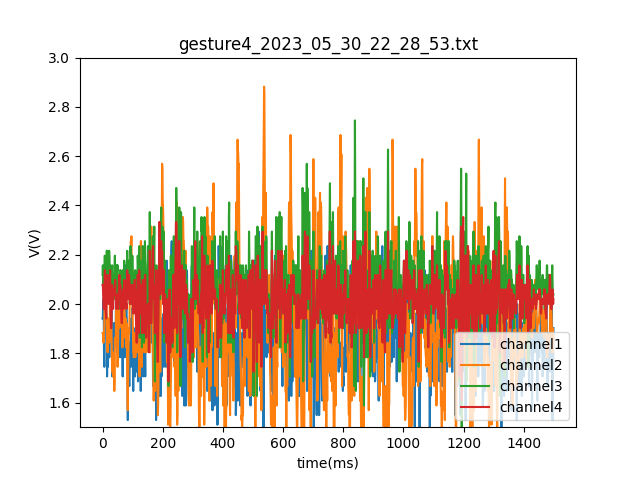 gesture4_2023_05_30_22_28_53.txt
3.0
2.8
2.6
2.4
2.2
2.0
1.8
1.6
V(V)
channel1
channel2
channel3
channel4
0 200 400 600 800 1000 1200 1400
time(ms)